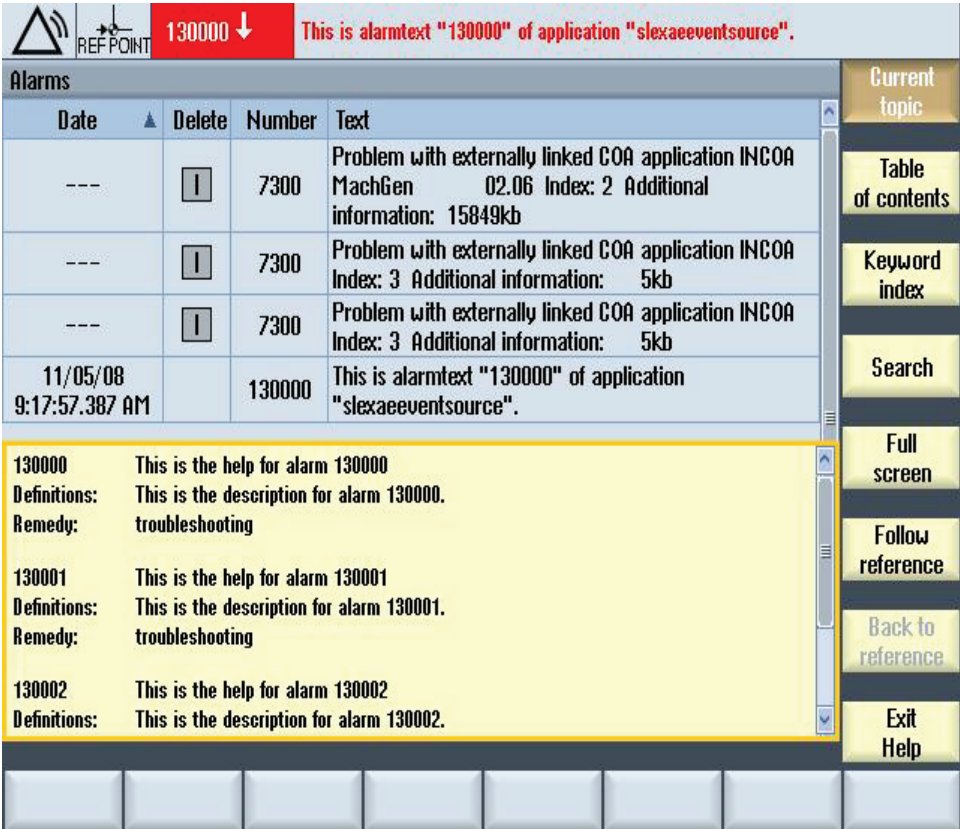 REF POINT
130000
This is alarmtext "130000" of application "slexaeeventsource".
Alarms
Date Delete Number Text
--- 7300 Problem with externally linked COA application INCOA
MachGen 02.06 Index: 2 Additional
information: 15849kb
--- 7300 Problem with externally linked COA application INCOA
Index: 3 Additional information: 5kb
--- 7300 Problem with externally linked COA application INCOA
Index: 3 Additional information: 5kb
11/05/08
9:17:57.387 AM
130000
This is alarmtext "130000" of application
"slexaeeventsource".
130000 This is the help for alarm 130000
Definitions: This is the description for alarm 130000.
Remedy: troubleshooting
130001 This is the help for alarm 130001
Definitions: This is the description for alarm 130001.
Remedy: troubleshooting
130002 This is the help for alarm 130002
Definitions: This is the description for alarm 130002.
Current
topic
Table
of contents
Keyword
index
Search
Full
screen
Follow
reference
Back to
reference
Exit
Help